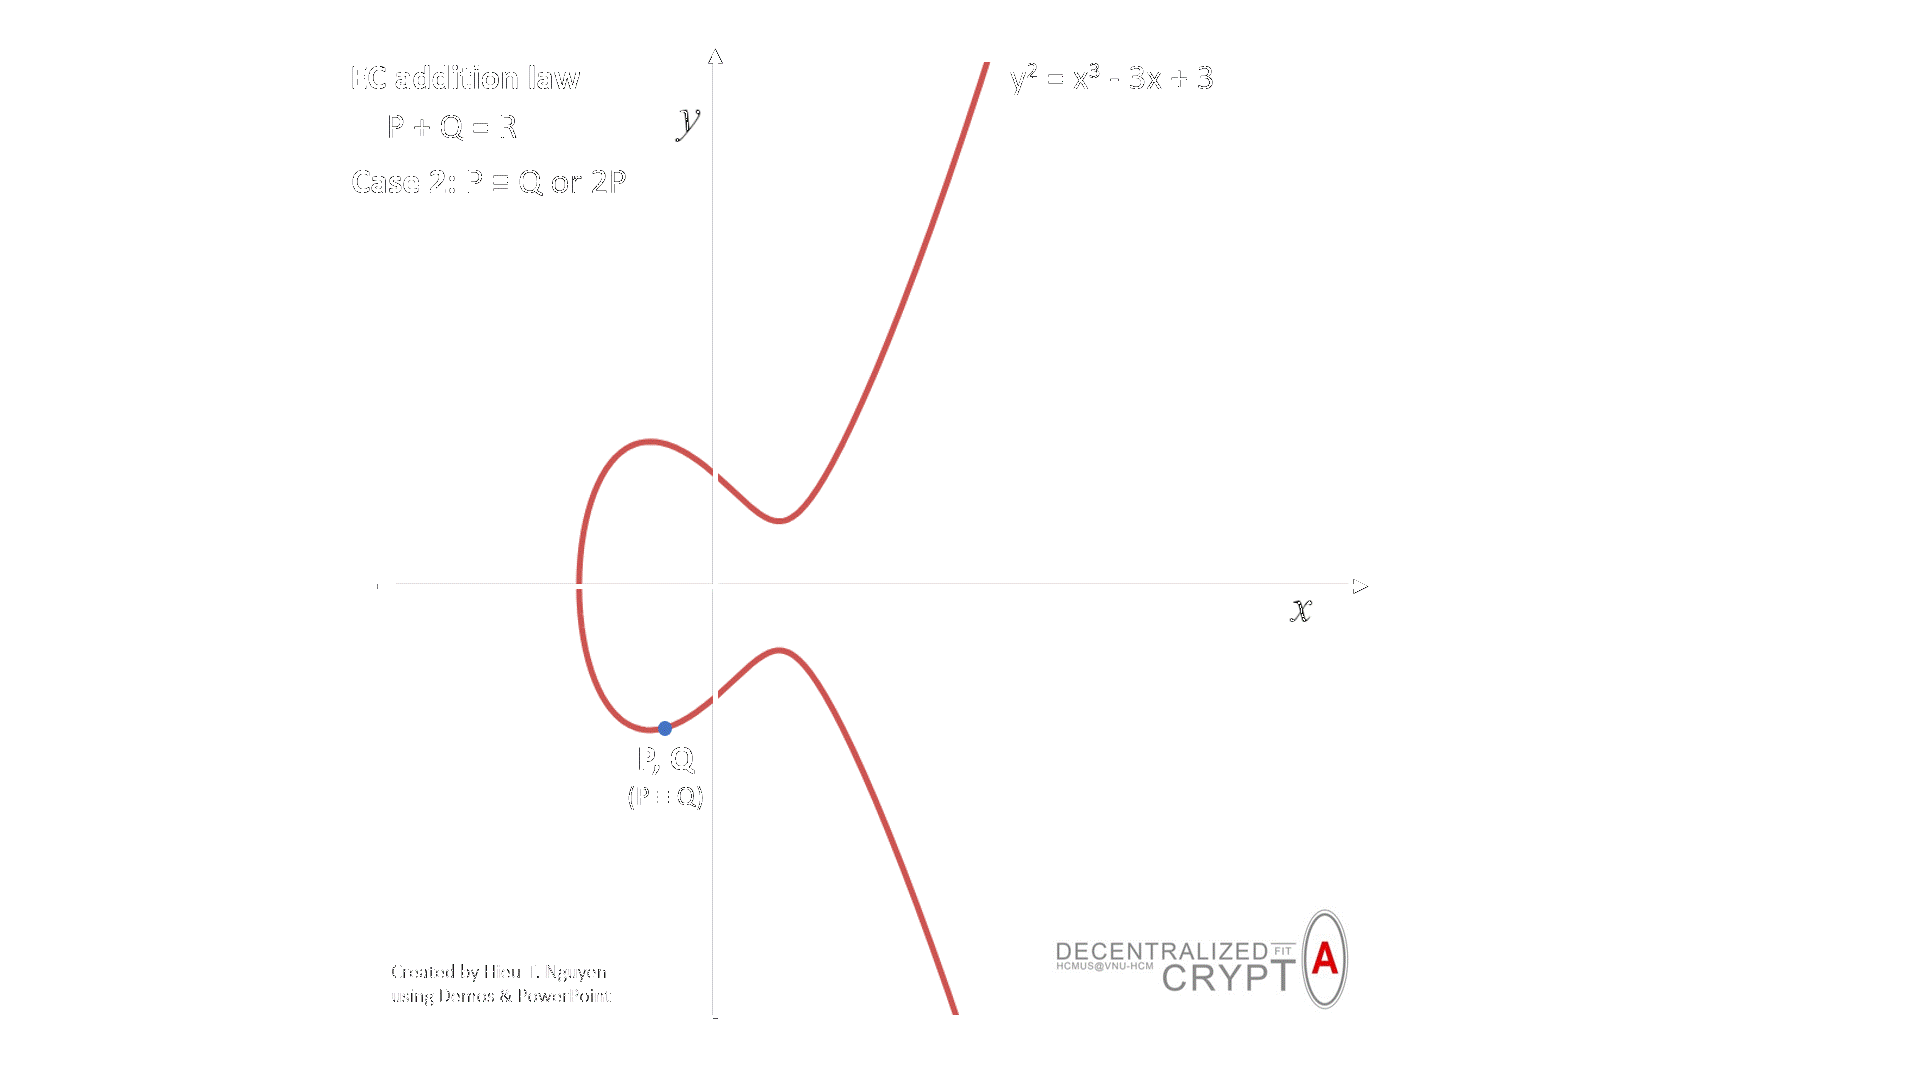 EC addition law
P + Q = R
Case 2: P = Q or 2P
y
y² = x³ - 3x + 3
x
P, Q
(P = Q)
Created by Hieu T. Nguyen
using Demos & PowerPoint
DECENTRALIZED FIT
HCMUS@VNU-HCM
CRYPT
A